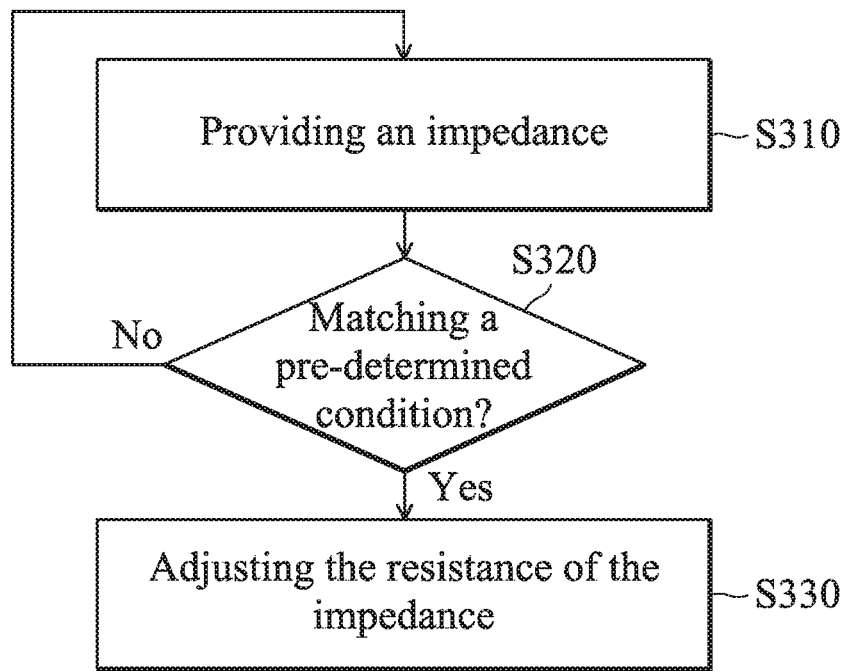 Providing an impedance
S310
S320
Matching a
pre-determined
condition?
No
Yes
Adjusting the resistance of the
impedance
S330